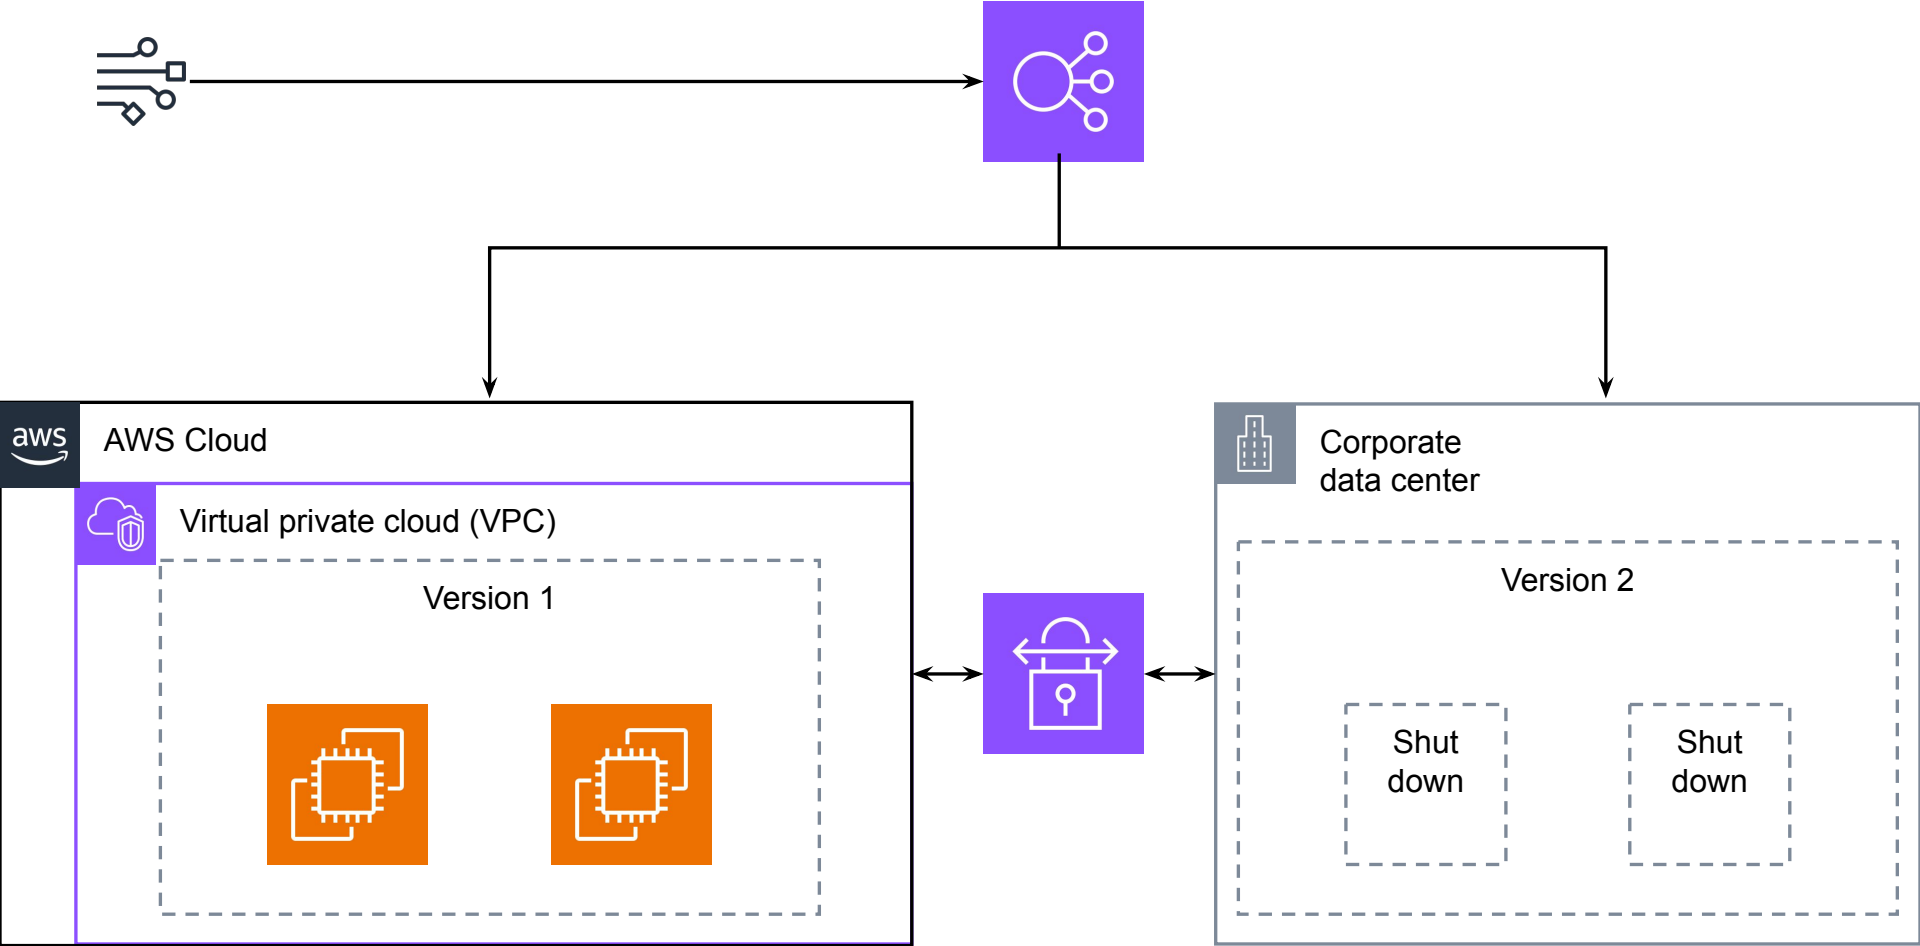 aws
AWS Cloud
Corporate
data center
Virtual private cloud (VPC)
Version 1
Version 2
Shut
down
Shut
down